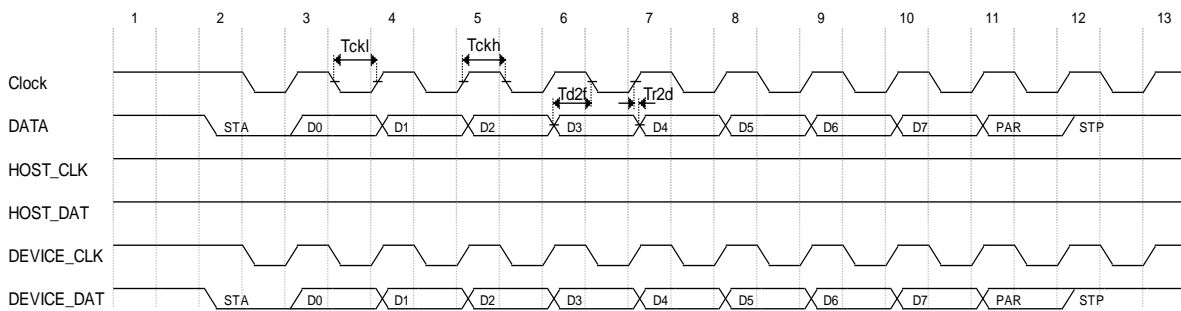 1 2 3 4 5 6 7 8 9 10 11 12 13
Tckl Tckh
Clock
Td2f Tr2d
DATA STA D0 D1 D2 D3 D4 D5 D6 D7 PAR STP
HOST_CLK
HOST_DAT
DEVICE_CLK
DEVICE_DAT STA D0 D1 D2 D3 D4 D5 D6 D7 PAR STP